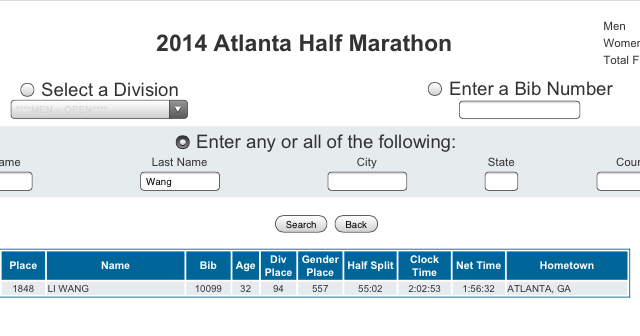 Men
2014 Atlanta Half Marathon
Women
Total F
Select a Division
Enter a Bib Number
****MEN -- OPEN****
Enter any or all of the following:
ame Last Name City State Cour
Wang
Search Back
Place Name Bib Age Div Place Gender Place Half Split Clock Time Net Time Hometown
1848 LI WANG 10099 32 94 557 55:02 2:02:53 1:56:32 ATLANTA, GA